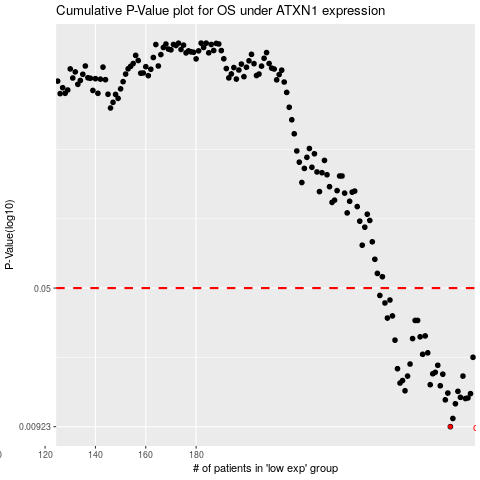 Cumulative P-Value plot for OS under ATXN1 expression
P-Value(log10)
0.05
0.00923
120 140 160 180
# of patients in 'low exp' group